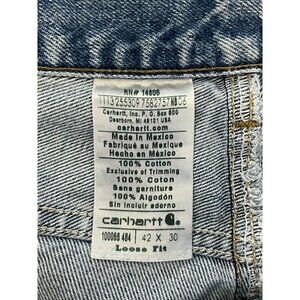 RN# 14806
Carhartt, Inc. P.O. Box 600
Dearborn, MI 48121 USA
carhartt.com
Made in Mexico
Fabriqué au Mexique
Hecho en México
100% Cotton
Exclusive of Trimming
100% Coton
Sans garniture
100% Algodón
Sin incluir adorno
carhartt
100066 484 42 X 30
Loose Fit